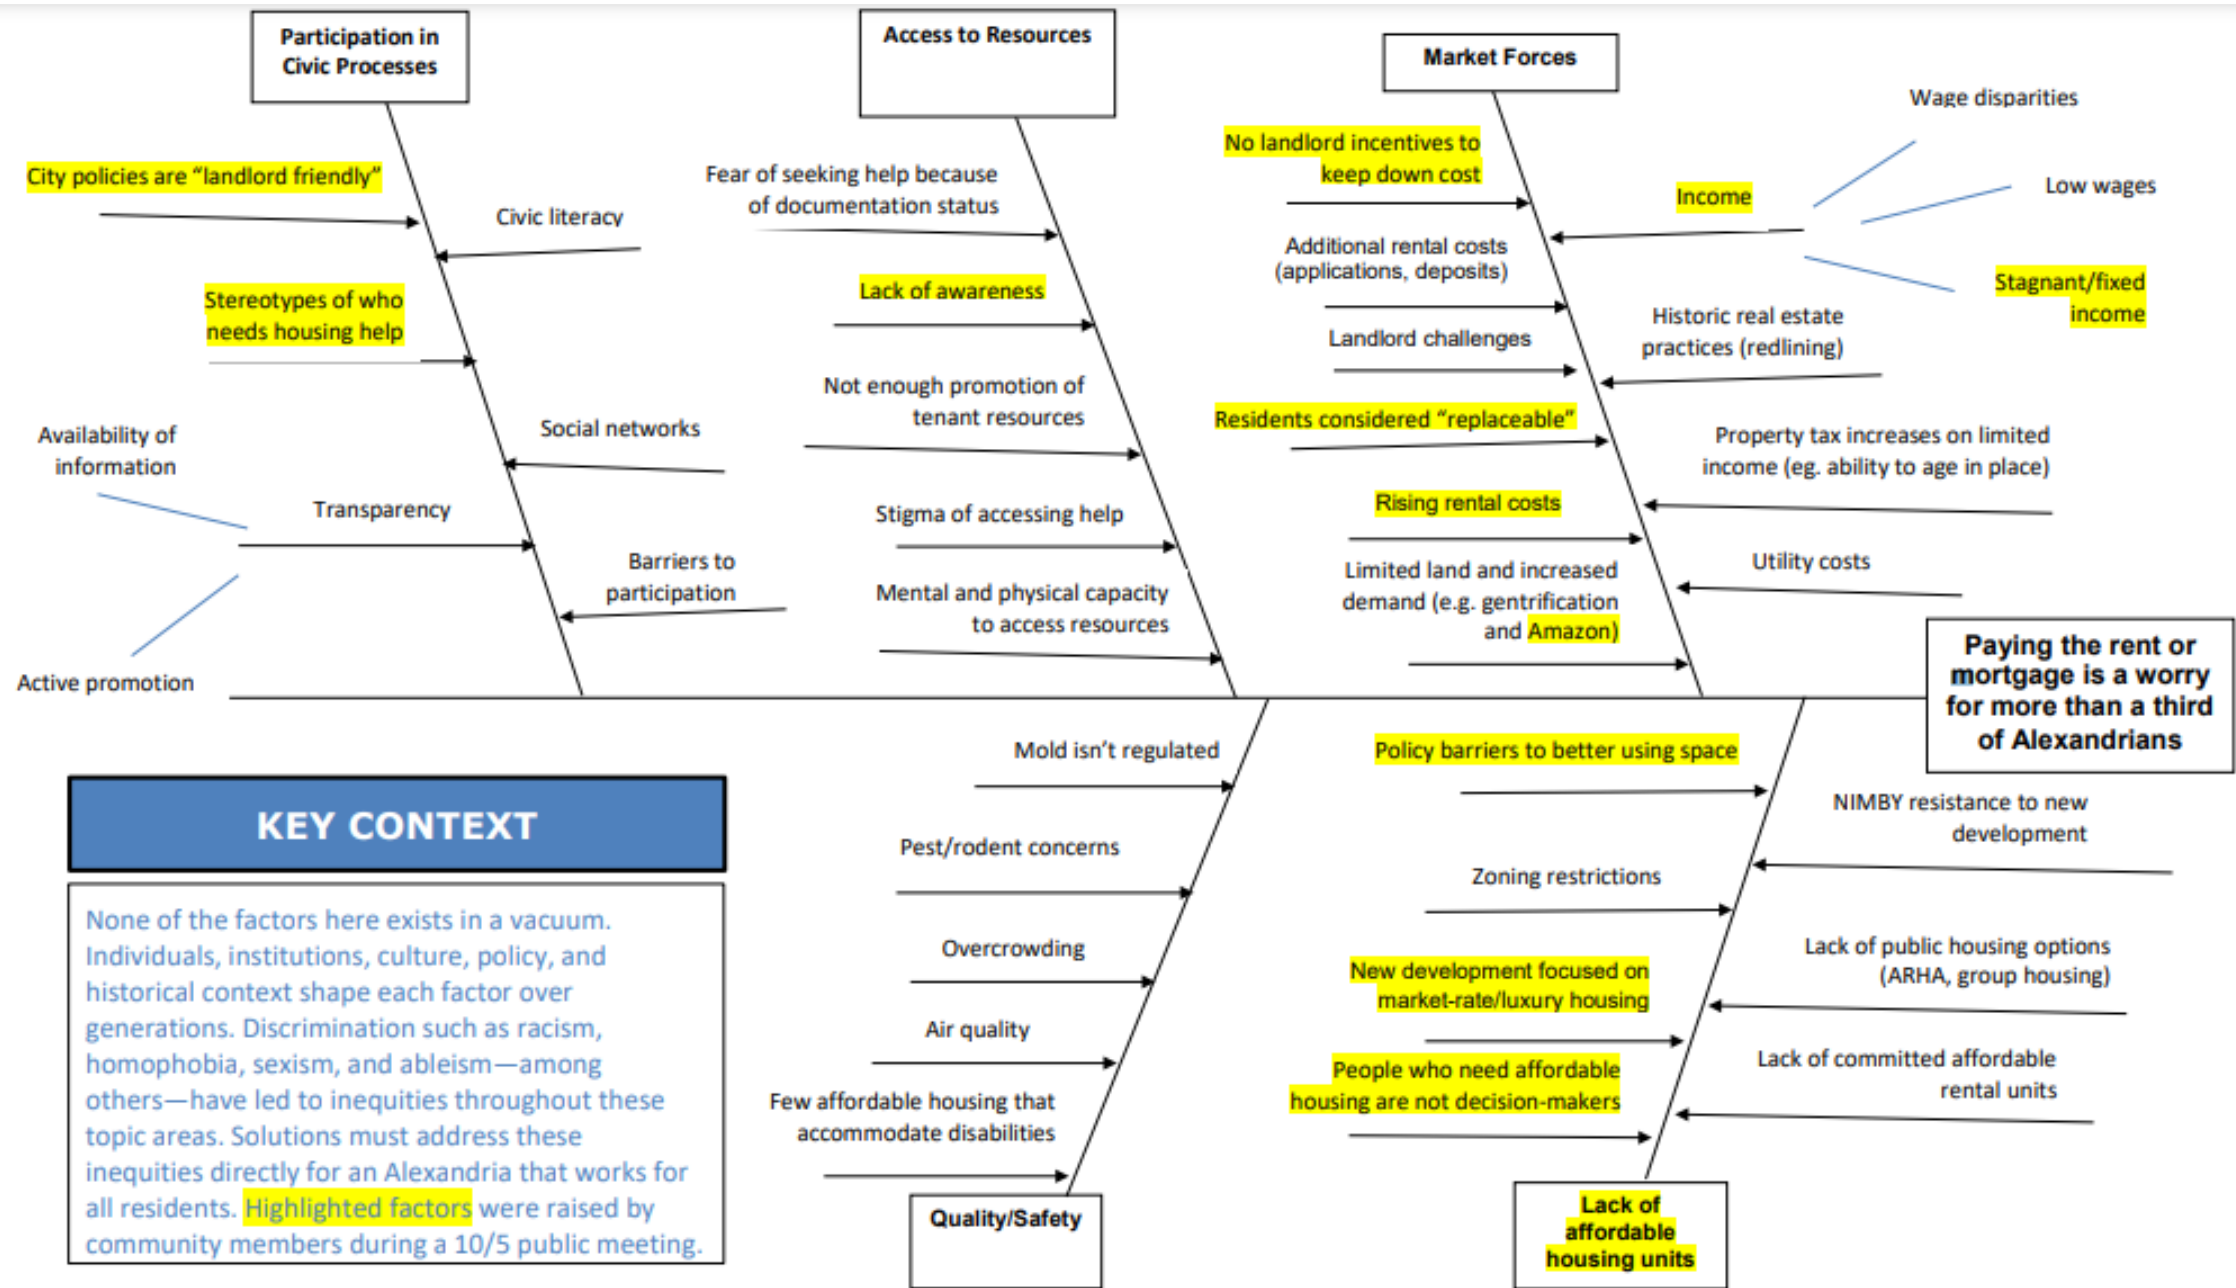 Participation in
Civic Processes
City policies are “landlord friendly”
Civic literacy
Stereotypes of who
needs housing help
Social networks
Availability of
information
Transparency
Barriers to
participation
Active promotion
Access to Resources
Fear of seeking help because
of documentation status
Lack of awareness
Not enough promotion of
tenant resources
Stigma of accessing help
Mental and physical capacity
to access resources
Market Forces
No landlord incentives to
keep down cost
Additional rental costs
(applications, deposits)
Landlord challenges
Residents considered “replaceable”
Rising rental costs
Limited land and increased
demand (e.g. gentrification
and Amazon)
Wage disparities
Income
Low wages
Stagnant/fixed
income
Historic real estate
practices (redlining)
Property tax increases on limited
income (eg. ability to age in place)
Utility costs
Paying the rent or
mortgage is a worry
for more than a third
of Alexandrians
KEY CONTEXT
None of the factors here exists in a vacuum.
Individuals, institutions, culture, policy, and
historical context shape each factor over
generations. Discrimination such as racism,
homophobia, sexism, and ableism—among
others—have led to inequities throughout these
topic areas. Solutions must address these
inequities directly for an Alexandria that works for
all residents. Highlighted factors were raised by
community members during a 10/5 public meeting.
Mold isn’t regulated
Pest/rodent concerns
Overcrowding
Air quality
Few affordable housing that
accommodate disabilities
Quality/Safety
Policy barriers to better using space
Zoning restrictions
New development focused on
market-rate/luxury housing
People who need affordable
housing are not decision-makers
NIMBY resistance to new
development
Lack of public housing options
(ARHA, group housing)
Lack of committed affordable
rental units
Lack of
affordable
housing units